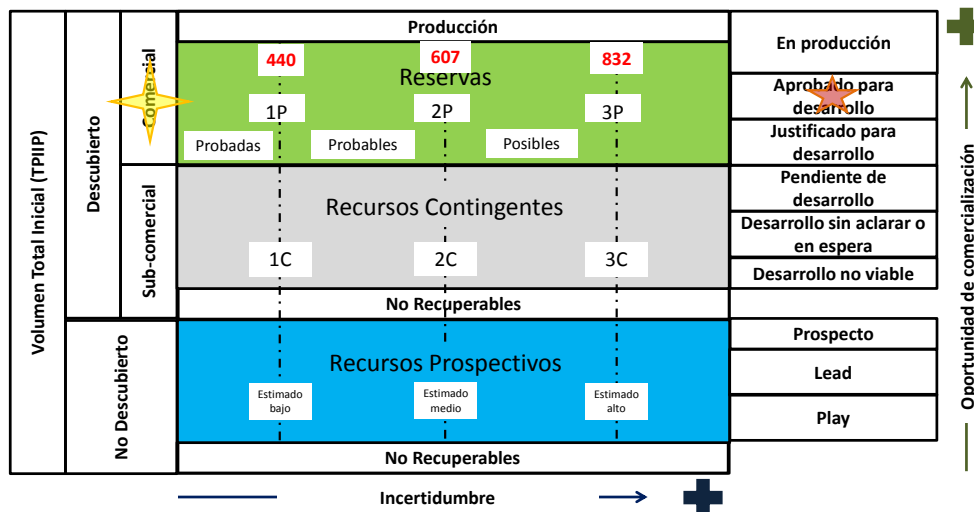 Volumen Total Inicial (TPIIP)
Descubierto
No Descubierto
Comercial
Sub-comercial
Producción
440
607
832
Reservas
1P
2P
3P
Probadas
Probables
Posibles
Recursos Contingentes
1C
2C
3C
No Recuperables
Recursos Prospectivos
Estimado
bajo
Estimado
medio
Estimado
alto
No Recuperables
En producción
Aprobado para
desarrollo
Justificado para
desarrollo
Pendiente de
desarrollo
Desarrollo sin aclarar o
en espera
Desarrollo no viable
Prospecto
Lead
Play
Oportunidad de comercialización
Incertidumbre